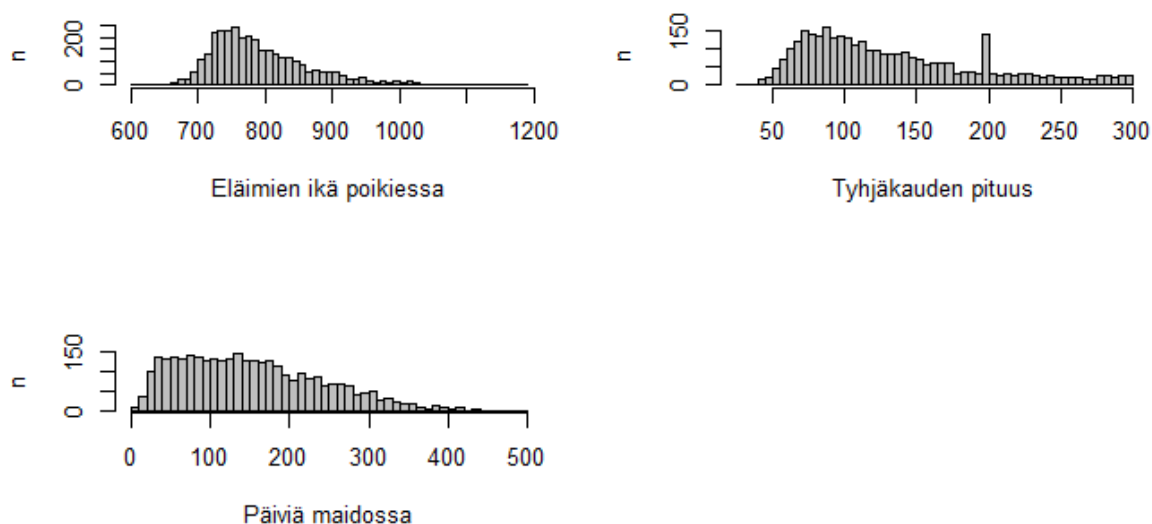 n
200
0
600 700 800 900 1000 1200
Eläimien ikä poikiessa
n
150
0
50 100 150 200 250 300
Tyhjäkauden pituus
n
150
0
0 100 200 300 400 500
Päiviä maidossa